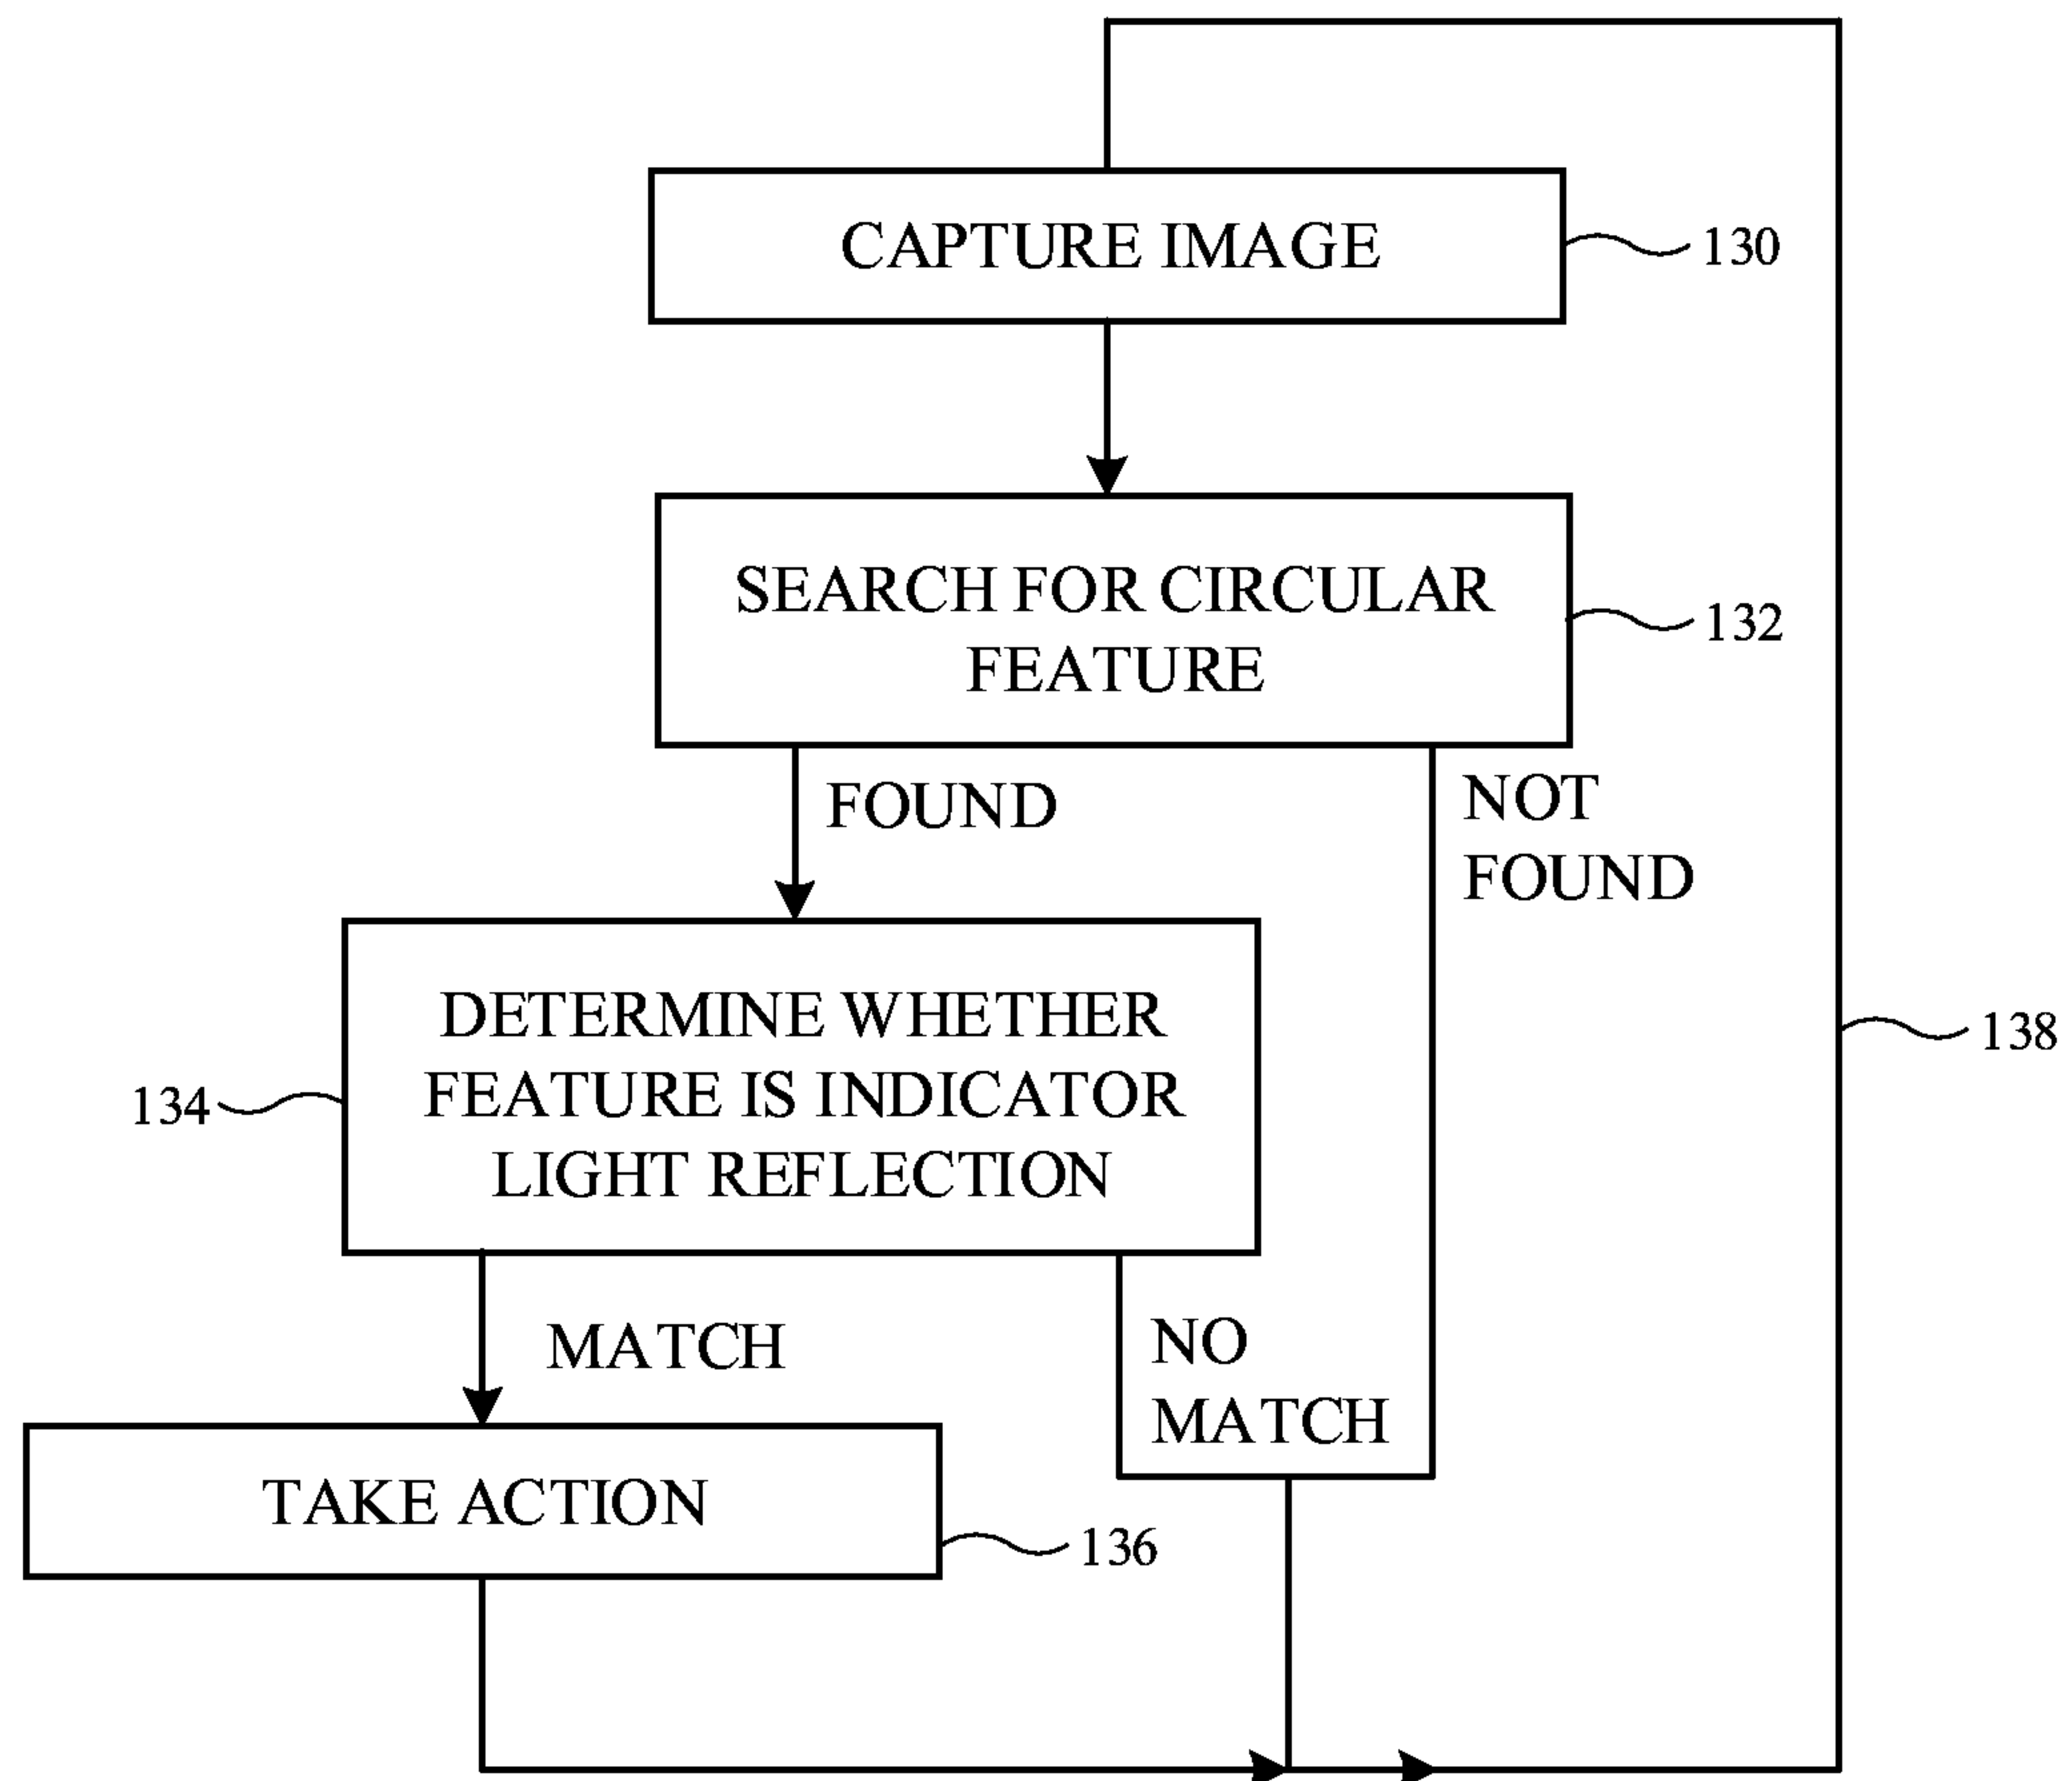 CAPTURE IMAGE
130
SEARCH FOR CIRCULAR
FEATURE
132
FOUND
NOT
FOUND
DETERMINE WHETHER
FEATURE IS INDICATOR
LIGHT REFLECTION
134
138
MATCH
NO
MATCH
TAKE ACTION
136